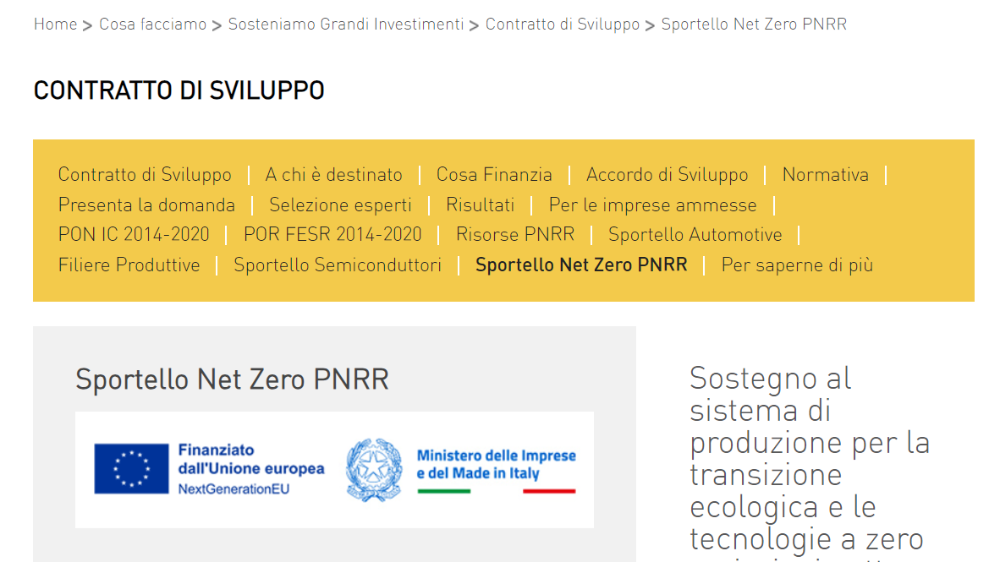 Home > Cosa facciamo > Sosteniamo Grandi Investimenti > Contratto di Sviluppo > Sportello Net Zero PNRR
CONTRATTO DI SVILUPPO
Contratto di Sviluppo | A chi è destinato | Cosa Finanzia | Accordo di Sviluppo | Normativa |
Presenta la domanda | Selezione esperti | Risultati | Per le imprese ammesse |
PON IC 2014-2020 | POR FESR 2014-2020 | Risorse PNRR | Sportello Automotive |
Filiere Produttive | Sportello Semiconduttori | Sportello Net Zero PNRR | Per saperne di più
Sportello Net Zero PNRR
Finanziato
dall'Unione europea
NextGenerationEU
Ministero delle Imprese
e del Made in Italy
Sostegno al
sistema di
produzione per la
transizione
ecologica e le
tecnologie a zero